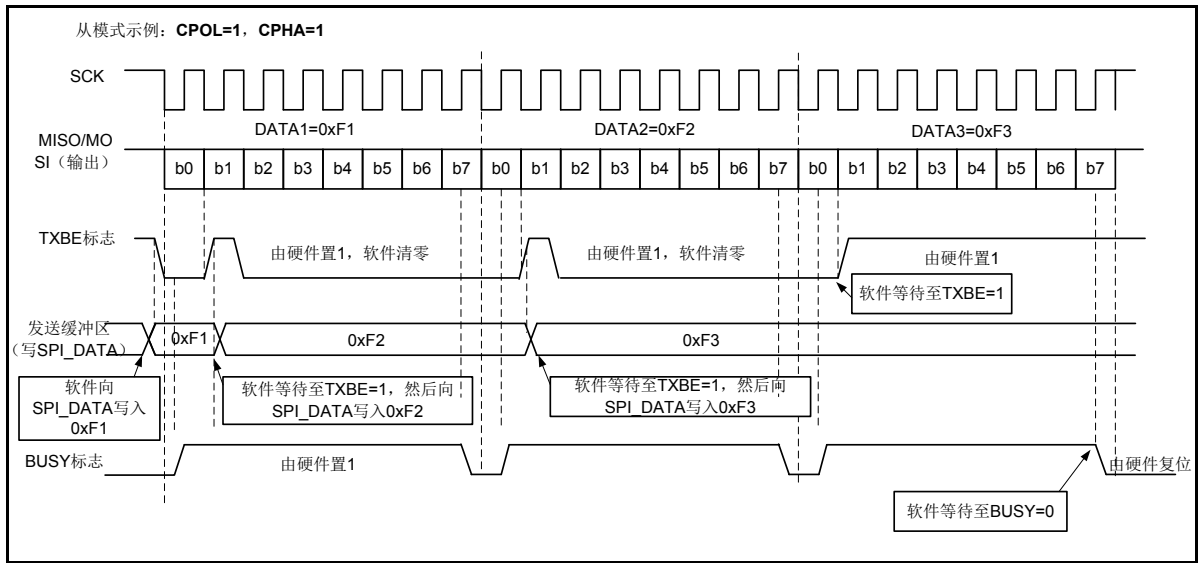 从模式示例：CPOL=1，CPHA=1
SCK
DATA1=0xF1 DATA2=0xF2 DATA3=0xF3
MISO/MO
SI（输出）
b0 b1 b2 b3 b4 b5 b6 b7 b0 b1 b2 b3 b4 b5 b6 b7 b0 b1 b2 b3 b4 b5 b6 b7
TXBE标志
由硬件置1，软件清零 由硬件置1，软件清零 由硬件置1
软件等待至TXBE=1
发送缓冲区
（写SPI_DATA）
0xF1 0xF2 0xF3
软件向
SPI_DATA写入
0xF1
软件等待至TXBE=1，然后向
SPI_DATA写入0xF2
软件等待至TXBE=1，然后向
SPI_DATA写入0xF3
BUSY标志
由硬件置1
由硬件复位
软件等待至BUSY=0